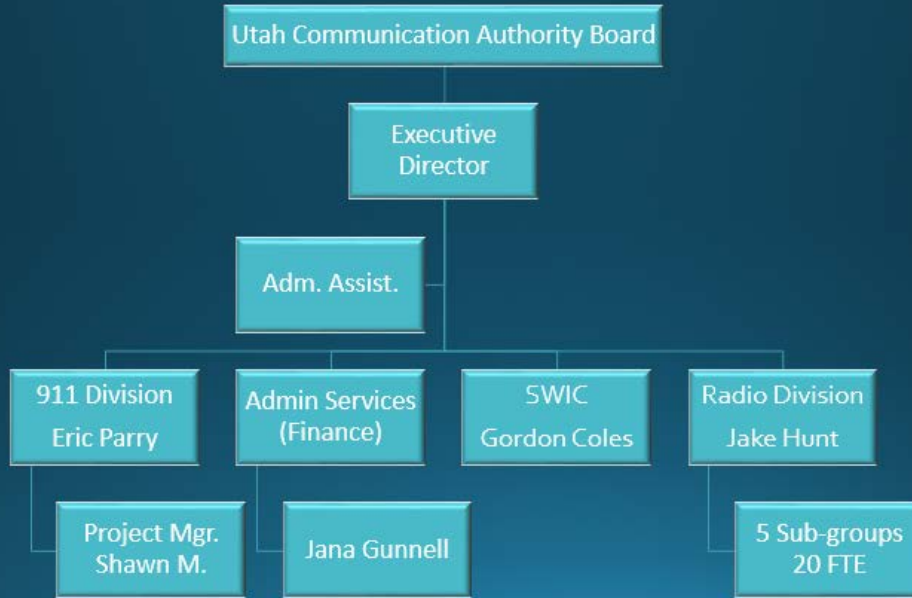 Utah Communication Authority Board
Executive
Director
Adm. Assist.
911 Division
Eric Parry
Admin Services
(Finance)
SWIC
Gordon Coles
Radio Division
Jake Hunt
Project Mgr.
Shawn M.
Jana Gunnell
5 Sub-groups
20 FTE